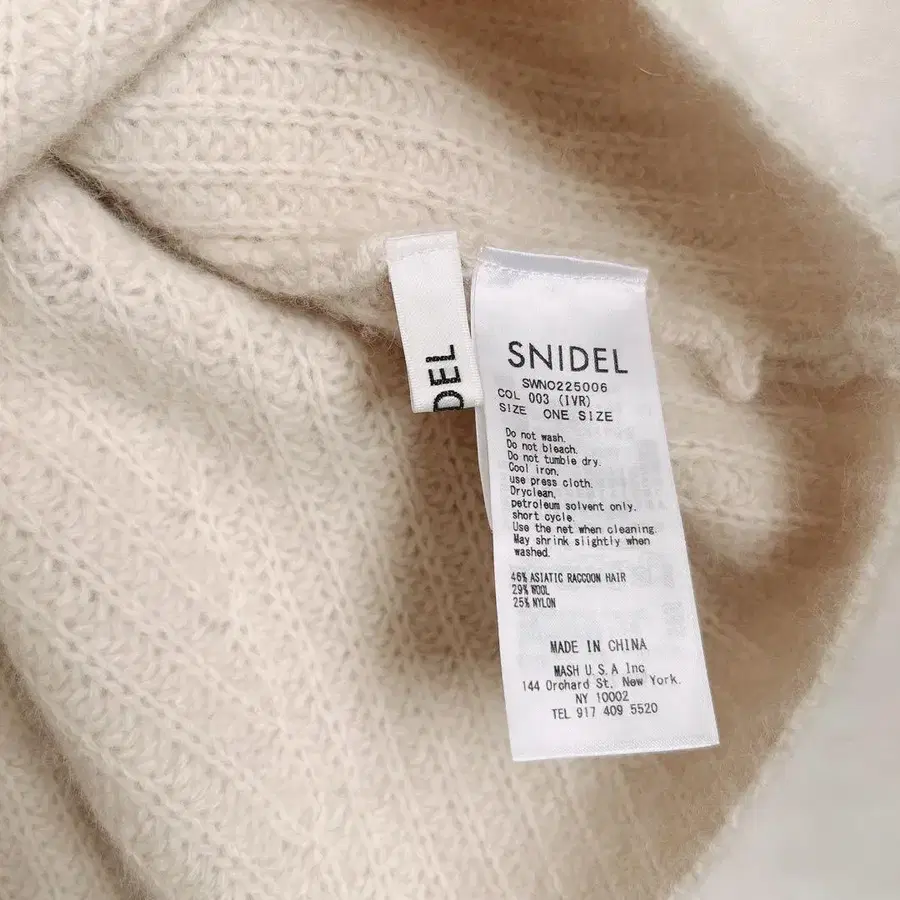 DEL
SNIDEL
SWNO225006
COL 003 (IVR)
SIZE ONE SIZE
Do not wash.
Do not bleach.
Do not tumble dry.
Cool iron.
use press cloth.
Dryclean,
petroleum solvent only.
short cycle.
Use the net when cleaning.
May shrink slightly when
washed.
46% ASIATIC RACCOON HAIR
29% WOOL
25% NYLON
MADE IN CHINA
MASH U.S.A Inc
144 Orchard St, New York.
NY 10002
TEL 917 409 5520